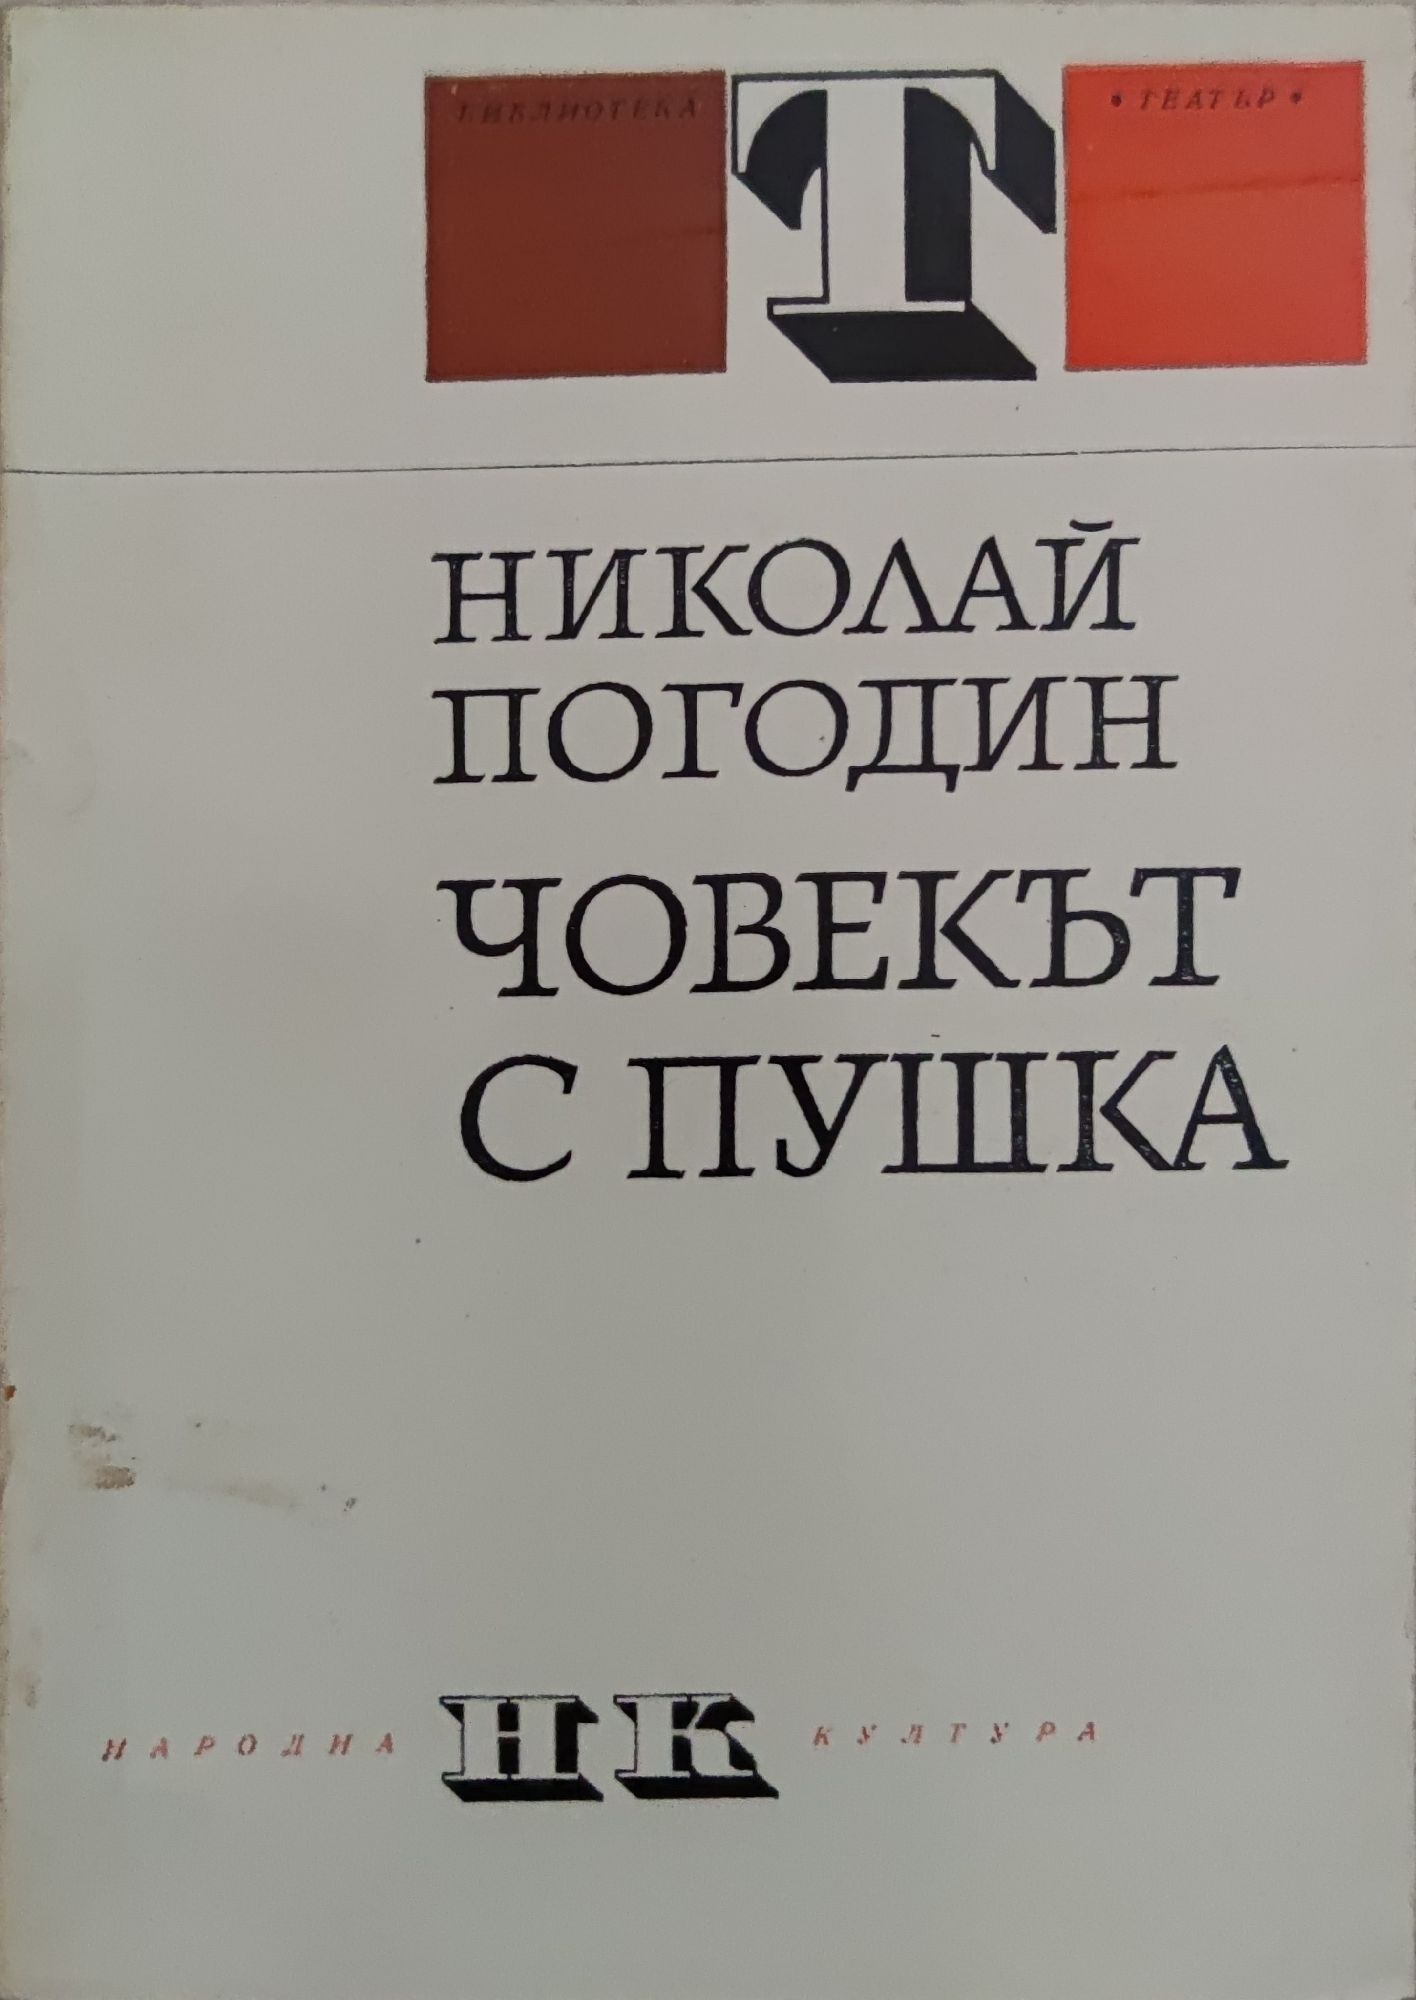 БИБЛИОТЕКА Т • ТЕАТЪР •
НИКОЛАЙ
ПОГОДИН
ЧОВЕКЪТ
С ПУШКА
НАРОДНА НК КУЛТУРА